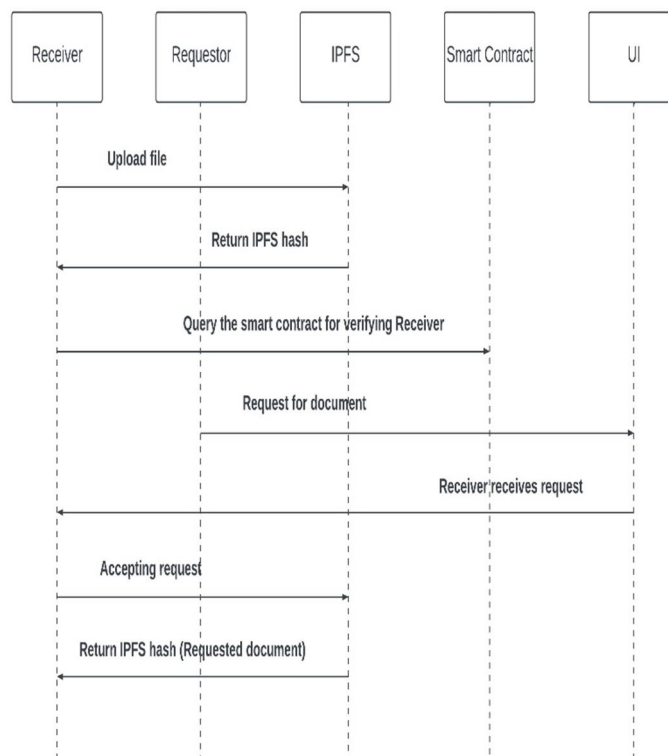 Receiver
Requestor
IPFS
Smart Contract
UI
Upload file
Return IPFS hash
Query the smart contract for verifying Receiver
Request for document
Receiver receives request
Accepting request
Return IPFS hash (Requested document)